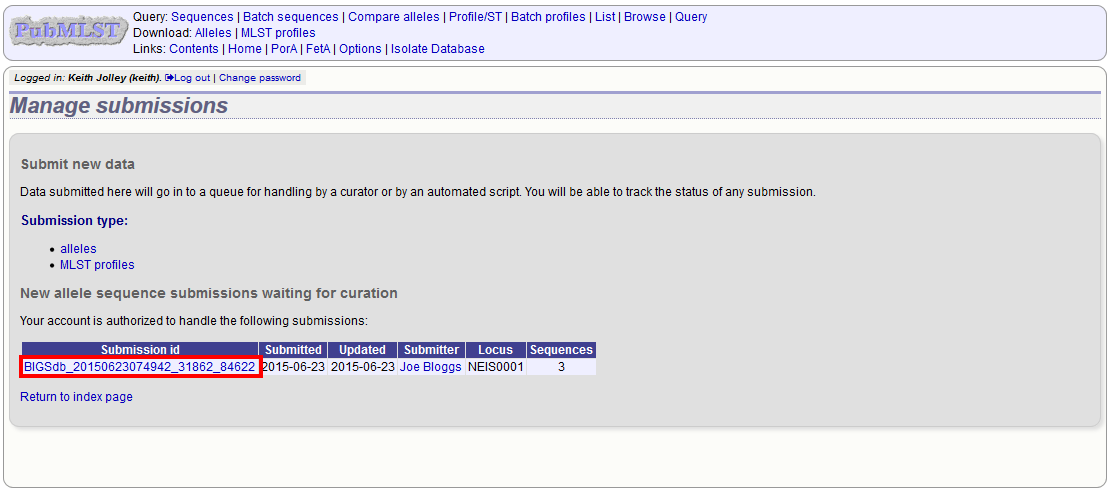 PubMLST
Query: Sequences | Batch sequences | Compare alleles | Profile/ST | Batch profiles | List | Browse | Query
Download: Alleles | MLST profiles
Links: Contents | Home | PorA | FetA | Options | Isolate Database
Logged in: Keith Jolley (keith). Log out | Change password
Manage submissions
Submit new data
Data submitted here will go in to a queue for handling by a curator or by an automated script. You will be able to track the status of any submission.
Submission type:
• alleles
• MLST profiles
New allele sequence submissions waiting for curation
Your account is authorized to handle the following submissions:
Submission id Submitted Updated Submitter Locus Sequences
BIGSdb_20150623074942_31862_84622 2015-06-23 2015-06-23 Joe Bloggs NEIS0001 3
Return to index page